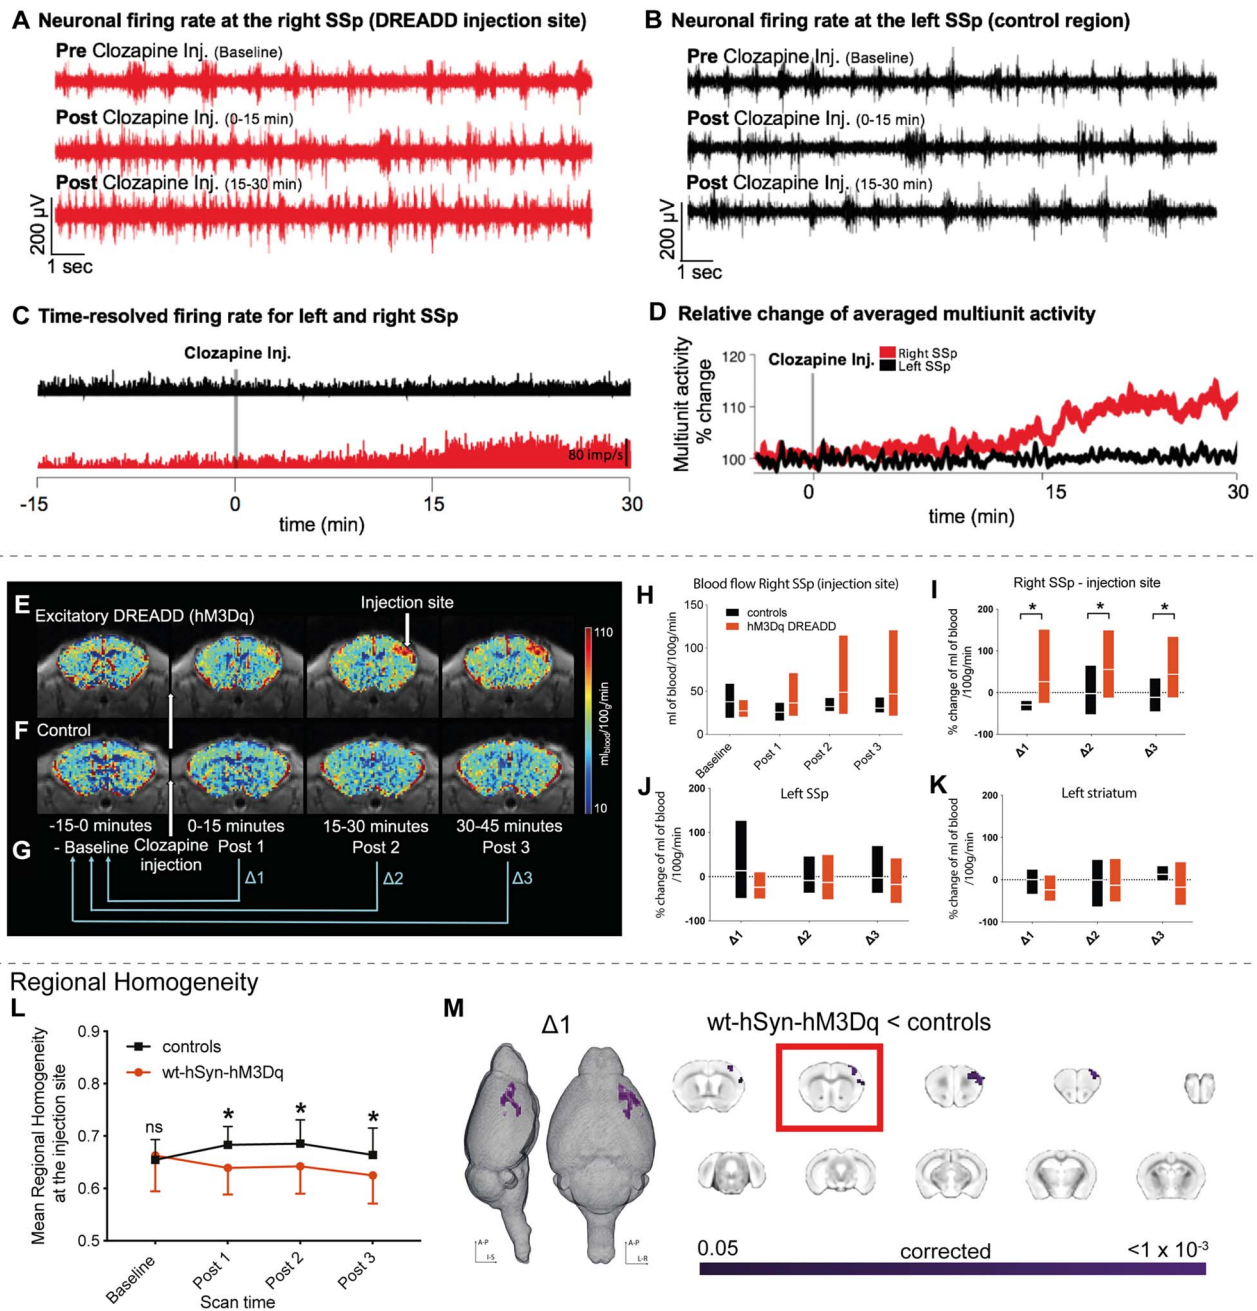 A Neuronal firing rate at the right SSp (DREADD injection site)
Pre Clozapine Inj. (Baseline)
Post Clozapine Inj. (0-15 min)
Post Clozapine Inj. (15-30 min)
200 µV
1 sec
B Neuronal firing rate at the left SSp (control region)
Pre Clozapine Inj. (Baseline)
Post Clozapine Inj. (0-15 min)
Post Clozapine Inj. (15-30 min)
200 µV
1 sec
C Time-resolved firing rate for left and right SSp
Clozapine Inj.
80 imp/s
-15 0 15 30
time (min)
D Relative change of averaged multiunit activity
Clozapine Inj.
Right SSp
Left SSp
Multiunit activity
% change
120
110
100
0 15 30
time (min)
E
Excitatory DREADD (hM3Dq)
Injection site
F Control
110
ml blood/100g/min
10
-15-0 minutes 0-15 minutes 15-30 minutes 30-45 minutes
G - Baseline Clozapine injection Post 1 Post 2 Post 3
Δ1 Δ2 Δ3
H Blood flow Right SSp (injection site)
controls
hM3Dq DREADD
ml of blood/100g/min
150
100
50
0
Baseline Post 1 Post 2 Post 3
I Right SSp - injection site
% change of ml of blood
/100g/min
200
100
0
-100
* * *
Δ1 Δ2 Δ3
J Left SSp
% change of ml of blood
/100g/min
200
100
0
-100
Δ1 Δ2 Δ3
K Left striatum
% change of ml of blood
/100g/min
200
100
0
-100
Δ1 Δ2 Δ3
Regional Homogeneity
L
Mean Regional Homogeneity
at the injection site
0.9
0.8
0.7
0.6
0.5
controls
wt-hSyn-hM3Dq
ns * * *
Baseline Post 1 Post 2 Post 3
Scan time
M
Δ1
wt-hSyn-hM3Dq < controls
A-P
I-S
A-P
L-R
0.05 corrected <1 x 10⁻³